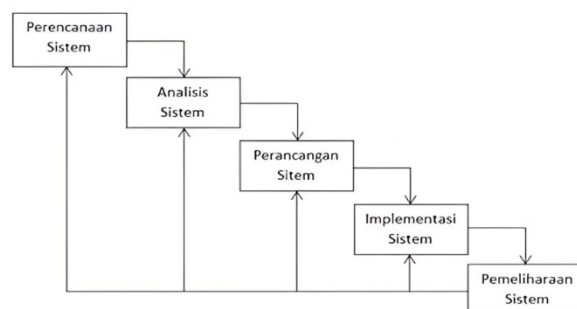 Perencanaan
Sistem
Analisis
Sistem
Perancangan
Sitem
Implementasi
Sistem
Pemeliharaan
Sistem